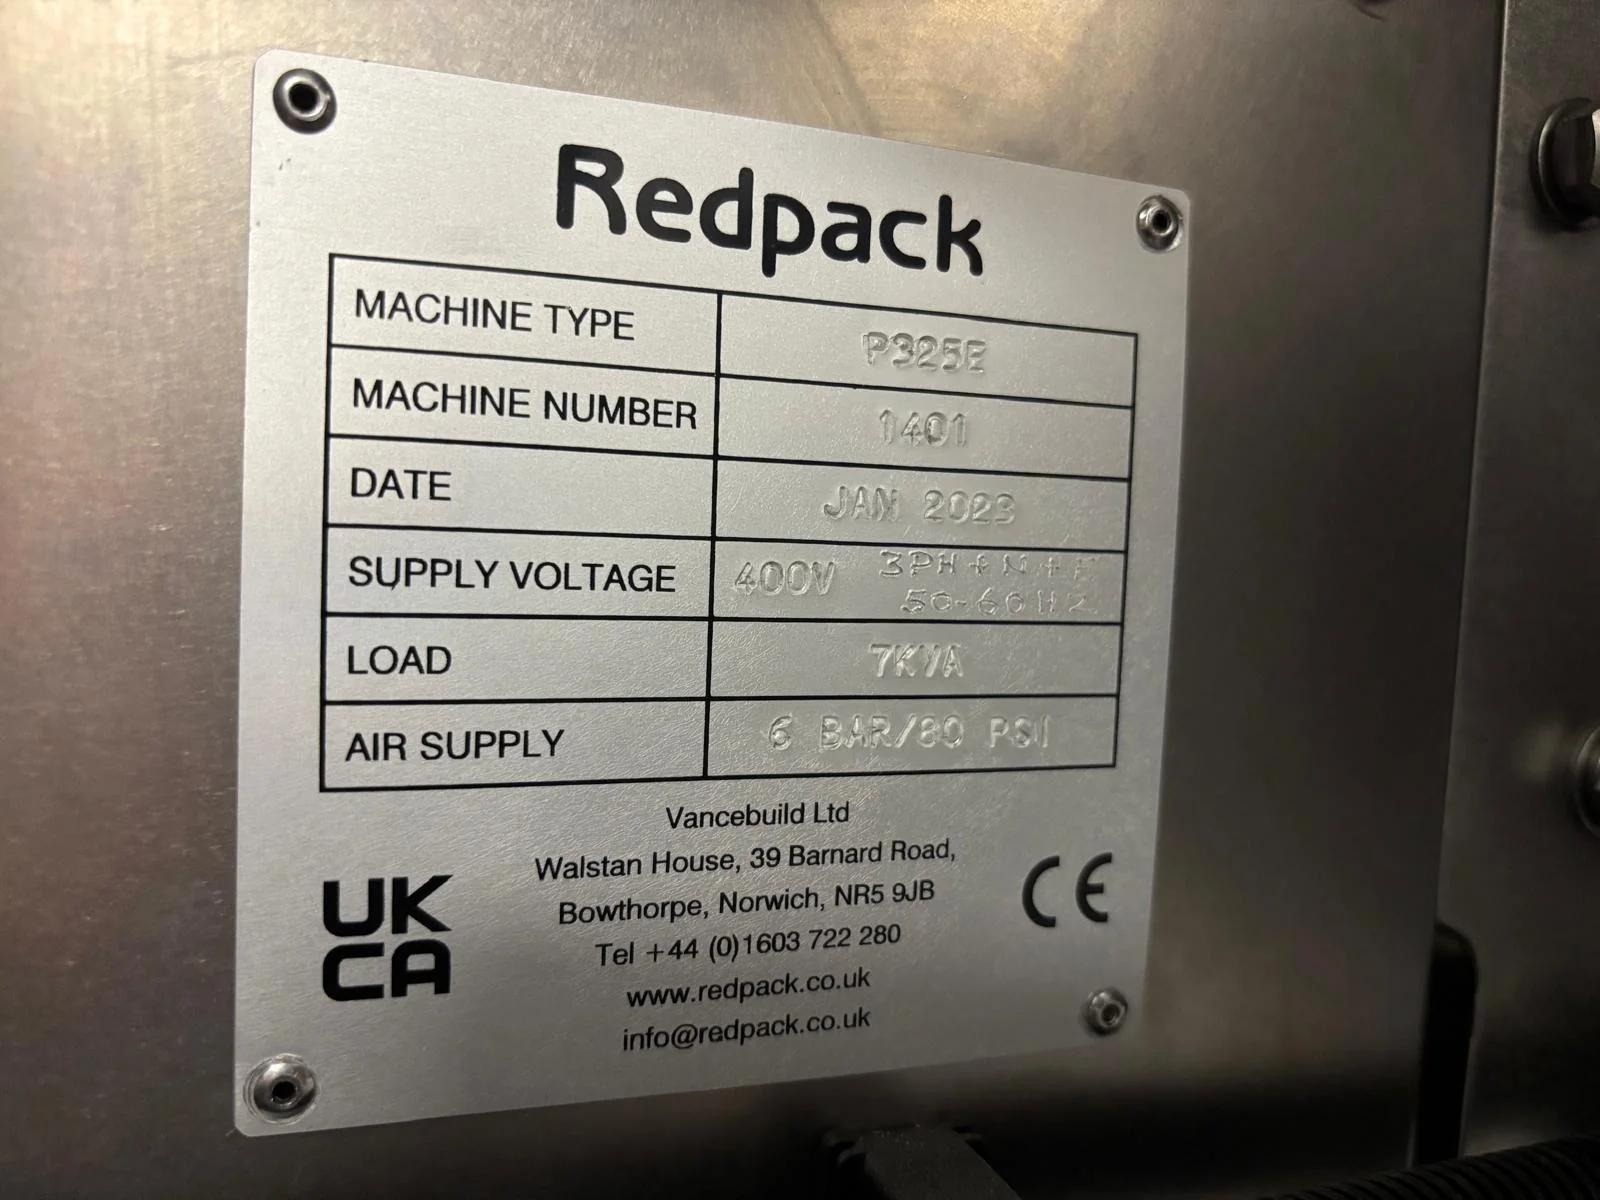 Redpack
MACHINE TYPE P325E
MACHINE NUMBER 1401
DATE JAN 2023
SUPPLY VOLTAGE 400V 3PH + N + E
50-60HZ
LOAD 7KVA
AIR SUPPLY 6 BAR/80 PSI
Vancebuild Ltd
Walstan House, 39 Barnard Road,
Bowthorpe, Norwich, NR5 9JB
Tel +44 (0)1603 722 280
www.redpack.co.uk
info@redpack.co.uk
UK
CA
CE